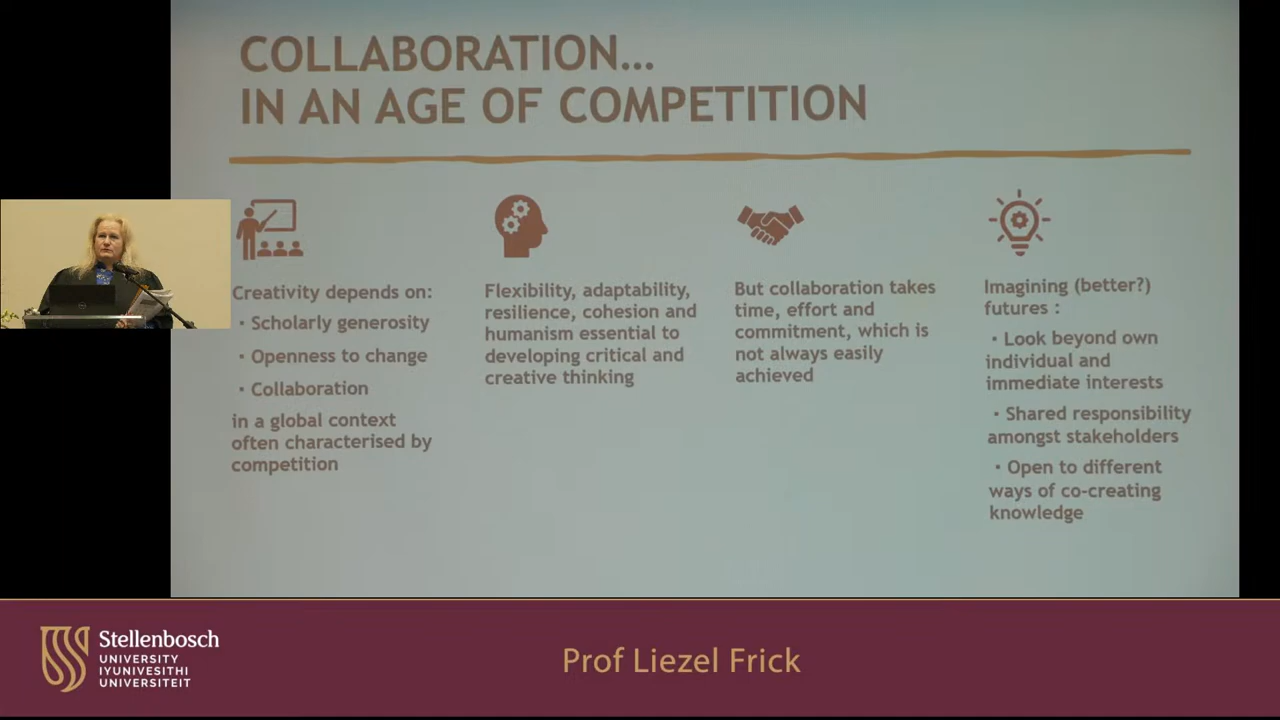 COLLABORATION...
IN AN AGE OF COMPETITION
Creativity depends on:
· Scholarly generosity
· Openness to change
· Collaboration
in a global context
often characterised by
competition
Flexibility, adaptability,
resilience, cohesion and
humanism essential to
developing critical and
creative thinking
But collaboration takes
time, effort and
commitment, which is
not always easily
achieved
Imagining (better?)
futures :
· Look beyond own
individual and
immediate interests
· Shared responsibility
amongst stakeholders
· Open to different
ways of co-creating
knowledge
Stellenbosch
UNIVERSITY
IYUNIVESITHI
UNIVERSITEIT
Prof Liezel Frick